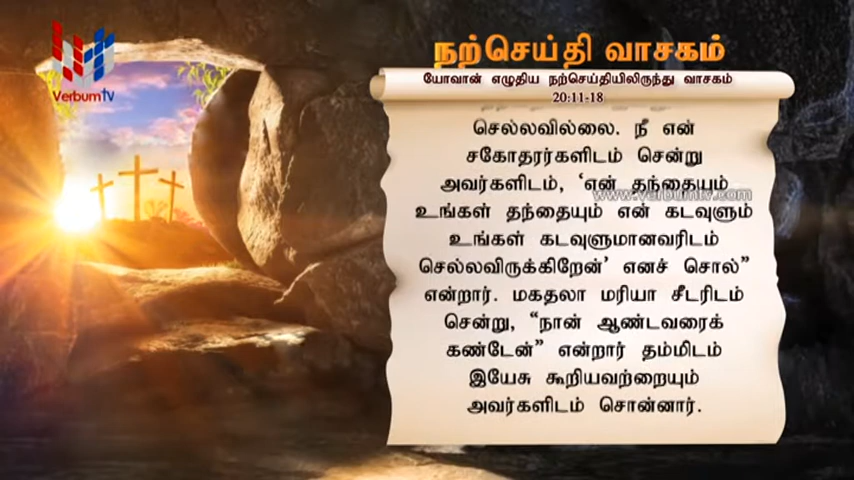 VerbumTV
நற்செய்தி வாசகம்
யோவான் எழுதிய நற்செய்தியிலிருந்து வாசகம்
20:11-18
செல்லவில்லை. நீ என்
சகோதரர்களிடம் சென்று
அவர்களிடம், ‘என் தந்தையும்
www.verbumtv.com
உங்கள் தந்தையும் என் கடவுளும்
உங்கள் கடவுளுமானவரிடம்
செல்லவிருக்கிறேன்’ எனச் சொல்”
என்றார். மகதலா மரியா சீடரிடம்
சென்று, “நான் ஆண்டவரைக்
கண்டேன்” என்றார் தம்மிடம்
இயேசு கூறியவற்றையும்
அவர்களிடம் சொன்னார்.